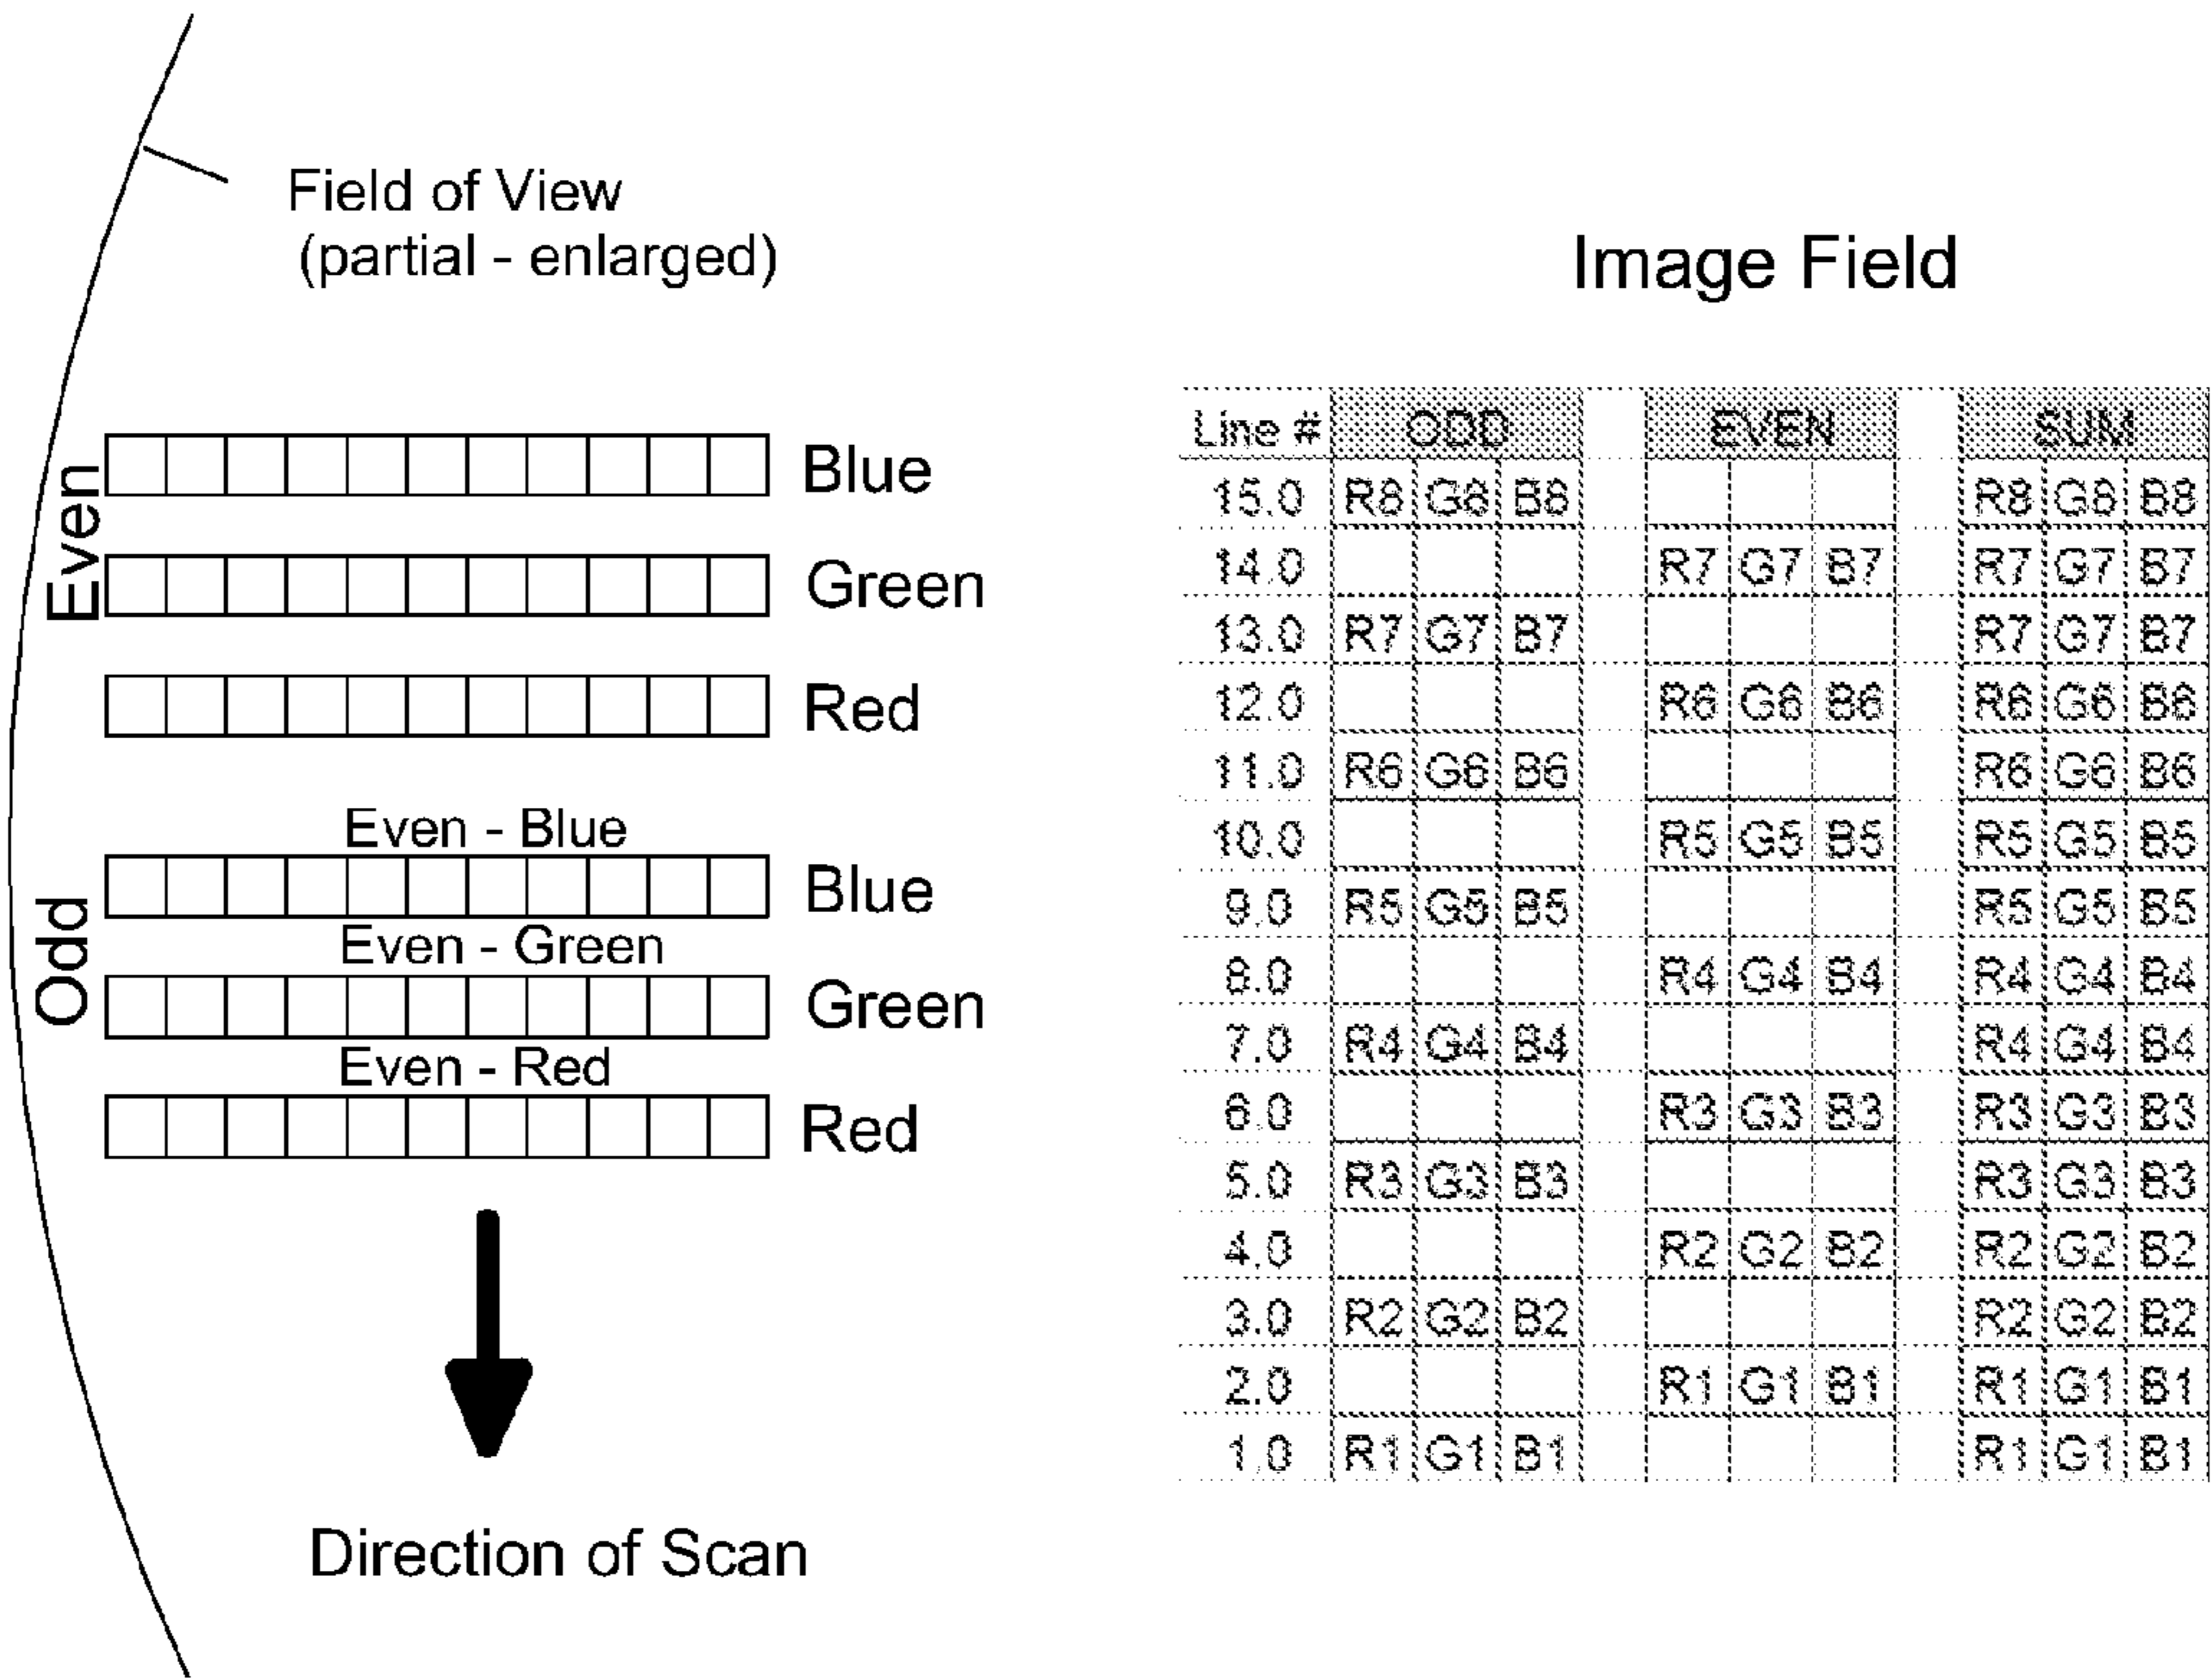 Field of View
(partial - enlarged)
Even
Blue
Green
Red
Even - Blue
Blue
Odd
Even - Green
Green
Even - Red
Red
Direction of Scan
Image Field
Line # ODD EVEN SUM
15.0 R8 G8 B8 R8 G8 B8
14.0 R7 G7 B7 R7 G7 B7
13.0 R7 G7 B7 R7 G7 B7
12.0 R6 G6 B6 R6 G6 B6
11.0 R6 G6 B6 R6 G6 B6
10.0 R5 G5 B5 R5 G5 B5
9.0 R5 G5 B5 R5 G5 B5
8.0 R4 G4 B4 R4 G4 B4
7.0 R4 G4 B4 R4 G4 B4
6.0 R3 G3 B3 R3 G3 B3
5.0 R3 G3 B3 R3 G3 B3
4.0 R2 G2 B2 R2 G2 B2
3.0 R2 G2 B2 R2 G2 B2
2.0 R1 G1 B1 R1 G1 B1
1.0 R1 G1 B1 R1 G1 B1